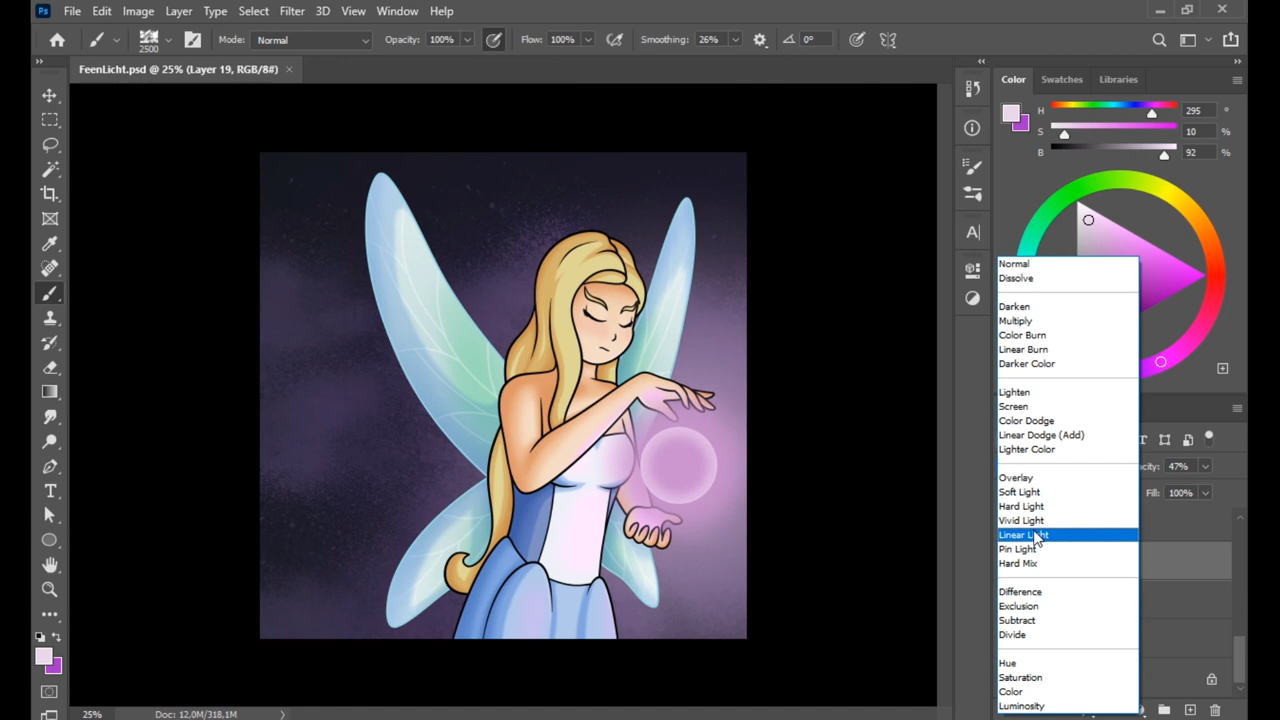 Ps File Edit Image Layer Type Select Filter 3D View Window Help
2500 Mode: Normal Opacity: 100% Flow: 100% Smoothing: 26% 0°
FeenLicht.psd @ 25% (Layer 19, RGB/8#)
Color Swatches Libraries
H 295 °
S 10 %
B 92 %
Normal
Dissolve
Darken
Multiply
Color Burn
Linear Burn
Darker Color
Lighten
Screen
Color Dodge
Linear Dodge (Add)
Lighter Color
Overlay
Soft Light
Hard Light
Vivid Light
Linear Light
Pin Light
Hard Mix
Difference
Exclusion
Subtract
Divide
Hue
Saturation
Color
Luminosity
47%
Fill: 100%
25% Doc: 12,0M/318,1M